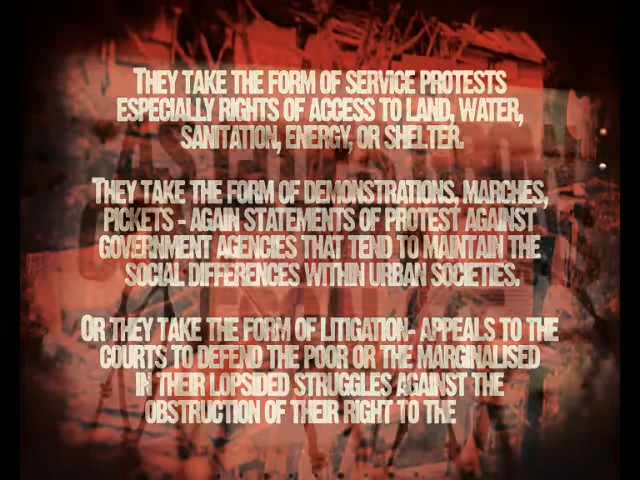 They take the form of service protests
especially rights of access to land, water,
sanitation, energy, or shelter.
They take the form of demonstrations, marches,
pickets - again statements of protest against
government agencies that tend to maintain the
social differences within urban societies.
Or they take the form of litigation- appeals to the
courts to defend the poor or the marginalised
in their lopsided struggles against the
obstruction of their right to the